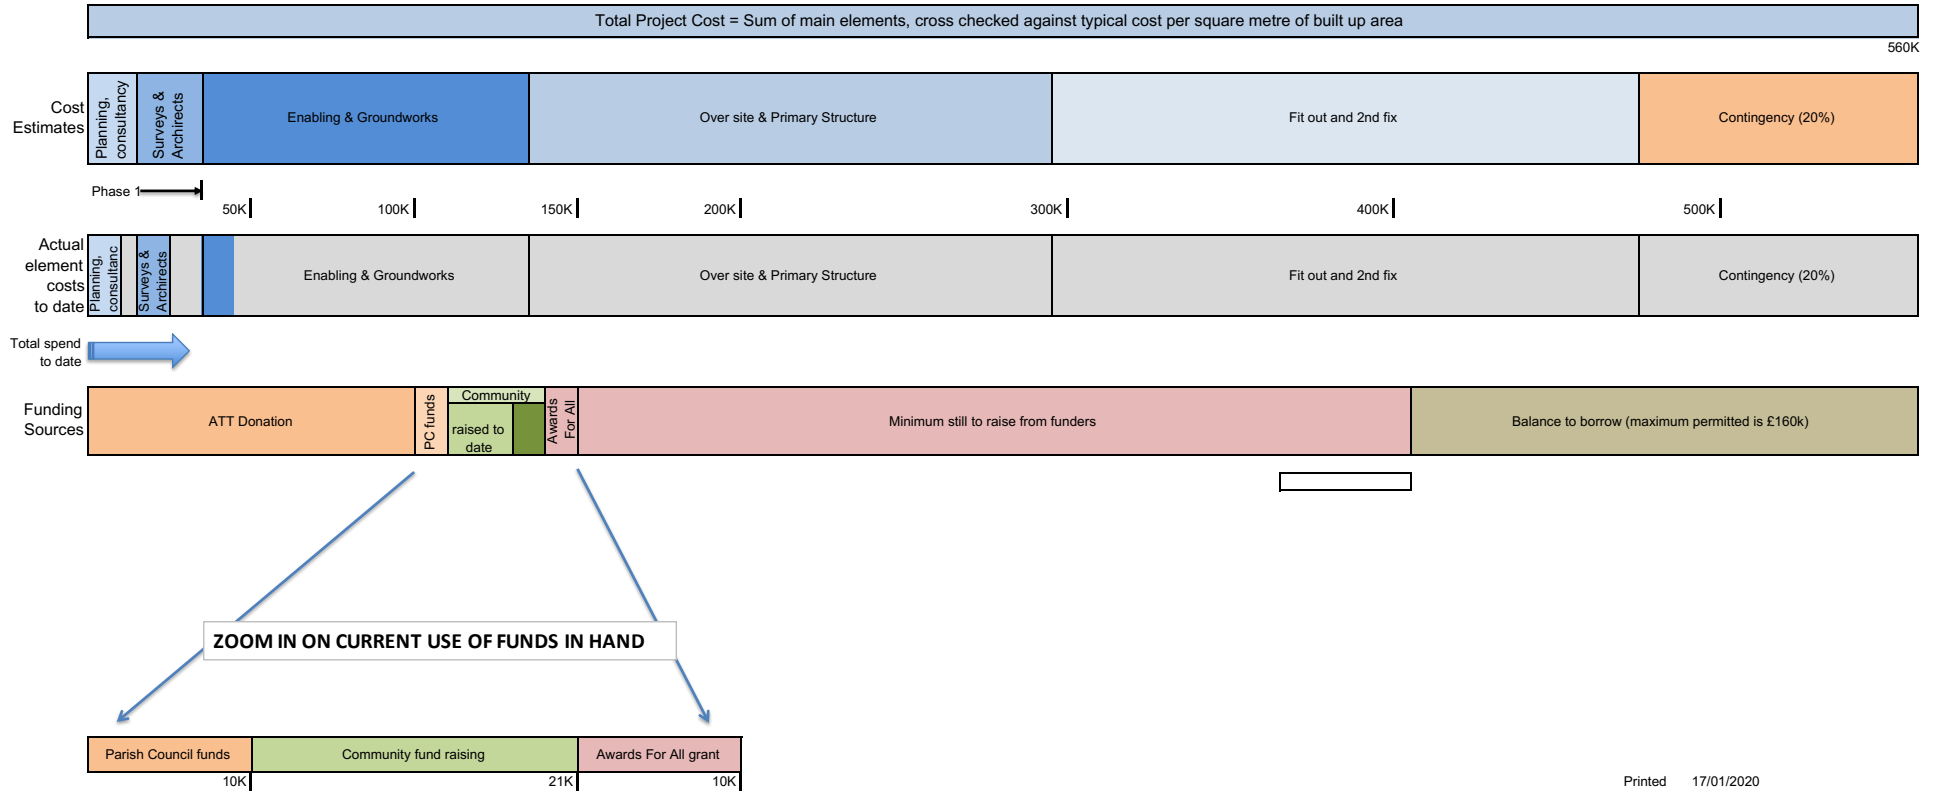 Total Project Cost = Sum of main elements, cross checked against typical cost per square metre of built up area
560K
Cost
Estimates
Planning,
consultancy
Surveys &
Archirects
Enabling & Groundworks
Over site & Primary Structure
Fit out and 2nd fix
Contingency (20%)
Phase 1
50K
100K
150K
200K
300K
400K
500K
Actual
element
costs
to date
Planning,
consultanc
Surveys &
Archirects
Enabling & Groundworks
Over site & Primary Structure
Fit out and 2nd fix
Contingency (20%)
Total spend
to date
Funding
Sources
ATT Donation
PC funds
Community
raised to
date
Awards
For All
Minimum still to raise from funders
Balance to borrow (maximum permitted is £160k)
ZOOM IN ON CURRENT USE OF FUNDS IN HAND
Parish Council funds
Community fund raising
Awards For All grant
10K
21K
10K
Printed 17/01/2020